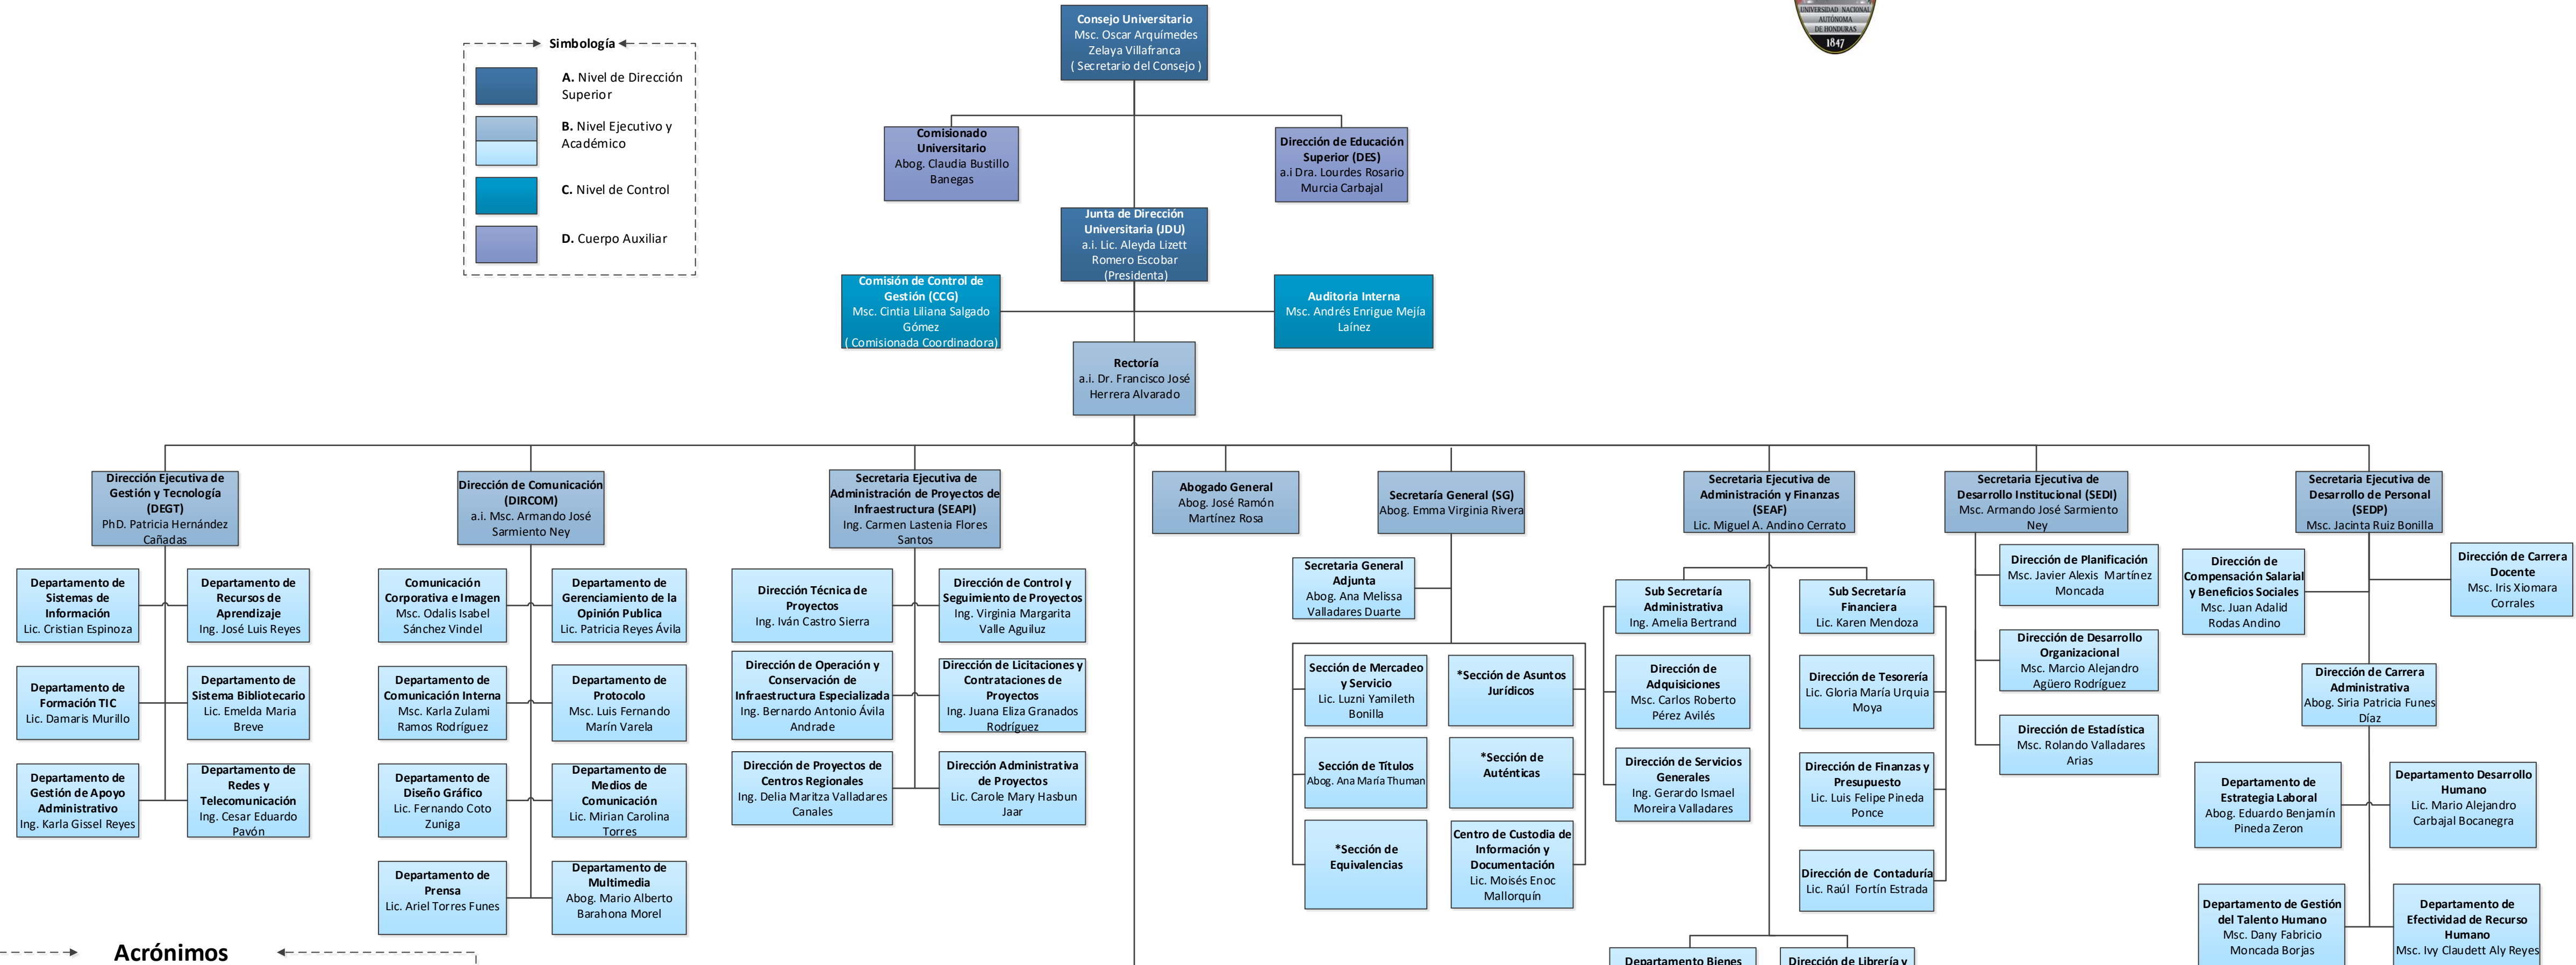 Consejo Universitario
Msc. Oscar Arquímedes
Zelaya Villafranca
( Secretario del Consejo )
UNIVERSIDAD NACIONAL
AUTÓNOMA
DE HONDURAS
1847
Simbología
A. Nivel de Dirección
Superior
B. Nivel Ejecutivo y
Académico
C. Nivel de Control
D. Cuerpo Auxiliar
Comisionado
Universitario
Abog. Claudia Bustillo
Banegas
Dirección de Educación
Superior (DES)
a.i Dra. Lourdes Rosario
Murcia Carbajal
Junta de Dirección
Universitaria (JDU)
a.i. Lic. Aleyda Lizett
Romero Escobar
(Presidenta)
Comisión de Control de
Gestión (CCG)
Msc. Cintia Liliana Salgado
Gómez
( Comisionada Coordinadora)
Auditoria Interna
Msc. Andrés Enrigue Mejía
Laínez
Rectoría
a.i. Dr. Francisco José
Herrera Alvarado
Dirección Ejecutiva de
Gestión y Tecnología
(DEGT)
PhD. Patricia Hernández
Cañadas
Dirección de Comunicación
(DIRCOM)
a.i. Msc. Armando José
Sarmiento Ney
Secretaria Ejecutiva de
Administración de Proyectos de
Infraestructura (SEAPI)
Ing. Carmen Lastenia Flores
Santos
Abogado General
Abog. José Ramón
Martínez Rosa
Secretaría General (SG)
Abog. Emma Virginia Rivera
Secretaria Ejecutiva de
Administración y Finanzas
(SEAF)
Lic. Miguel A. Andino Cerrato
Secretaria Ejecutiva de
Desarrollo Institucional (SEDI)
Msc. Armando José Sarmiento
Ney
Secretaria Ejecutiva de
Desarrollo de Personal
(SEDP)
Msc. Jacinta Ruiz Bonilla
Departamento de
Sistemas de
Información
Lic. Cristian Espinoza
Departamento de
Recursos de
Aprendizaje
Ing. José Luis Reyes
Departamento de
Formación TIC
Lic. Damaris Murillo
Departamento de
Sistema Bibliotecario
Lic. Emelda Maria
Breve
Departamento de
Gestión de Apoyo
Administrativo
Ing. Karla Gissel Reyes
Departamento de
Redes y
Telecomunicación
Ing. Cesar Eduardo
Pavón
Comunicación
Corporativa e Imagen
Msc. Odalis Isabel
Sánchez Vindel
Departamento de
Gerenciamiento de la
Opinión Publica
Lic. Patricia Reyes Ávila
Departamento de
Comunicación Interna
Msc. Karla Zulami
Ramos Rodríguez
Departamento de
Protocolo
Msc. Luis Fernando
Marín Varela
Departamento de
Diseño Gráfico
Lic. Fernando Coto
Zuniga
Departamento de
Medios de
Comunicación
Lic. Mirian Carolina
Torres
Departamento de
Prensa
Lic. Ariel Torres Funes
Departamento de
Multimedia
Abog. Mario Alberto
Barahona Morel
Dirección Técnica de
Proyectos
Ing. Iván Castro Sierra
Dirección de Control y
Seguimiento de Proyectos
Ing. Virginia Margarita
Valle Aguiluz
Dirección de Operación y
Conservación de
Infraestructura Especializada
Ing. Bernardo Antonio Ávila
Andrade
Dirección de Licitaciones y
Contrataciones de
Proyectos
Ing. Juana Eliza Granados
Rodríguez
Dirección de Proyectos de
Centros Regionales
Ing. Delia Maritza Valladares
Canales
Dirección Administrativa
de Proyectos
Lic. Carole Mary Hasbun
Jaar
Secretaria General
Adjunta
Abog. Ana Melissa
Valladares Duarte
Sección de Mercadeo
y Servicio
Lic. Luzni Yamileth
Bonilla
*Sección de Asuntos
Jurídicos
Sección de Títulos
Abog. Ana María Thuman
*Sección de
Auténticas
*Sección de
Equivalencias
Centro de Custodia de
Información y
Documentación
Lic. Moisés Enoc
Mallorquín
Sub Secretaría
Administrativa
Ing. Amelia Bertrand
Sub Secretaría
Financiera
Lic. Karen Mendoza
Dirección de
Adquisiciones
Msc. Carlos Roberto
Pérez Avilés
Dirección de Tesorería
Lic. Gloria María Urquia
Moya
Dirección de Servicios
Generales
Ing. Gerardo Ismael
Moreira Valladares
Dirección de Finanzas y
Presupuesto
Lic. Luis Felipe Pineda
Ponce
Dirección de Contaduría
Lic. Raúl Fortín Estrada
Departamento Bienes
Dirección de Librería y
Dirección de Planificación
Msc. Javier Alexis Martínez
Moncada
Dirección de Desarrollo
Organizacional
Msc. Marcio Alejandro
Agüero Rodríguez
Dirección de Estadística
Msc. Rolando Valladares
Arias
Dirección de
Compensación Salarial
y Beneficios Sociales
Msc. Juan Adalid
Rodas Andino
Dirección de Carrera
Docente
Msc. Iris Xiomara
Corrales
Dirección de Carrera
Administrativa
Abog. Siria Patricia Funes
Díaz
Departamento de
Estrategia Laboral
Abog. Eduardo Benjamín
Pineda Zeron
Departamento Desarrollo
Humano
Lic. Mario Alejandro
Carbajal Bocanegra
Departamento de Gestión
del Talento Humano
Msc. Dany Fabricio
Moncada Borjas
Departamento de
Efectividad de Recurso
Humano
Msc. Ivy Claudett Aly Reyes
Acrónimos